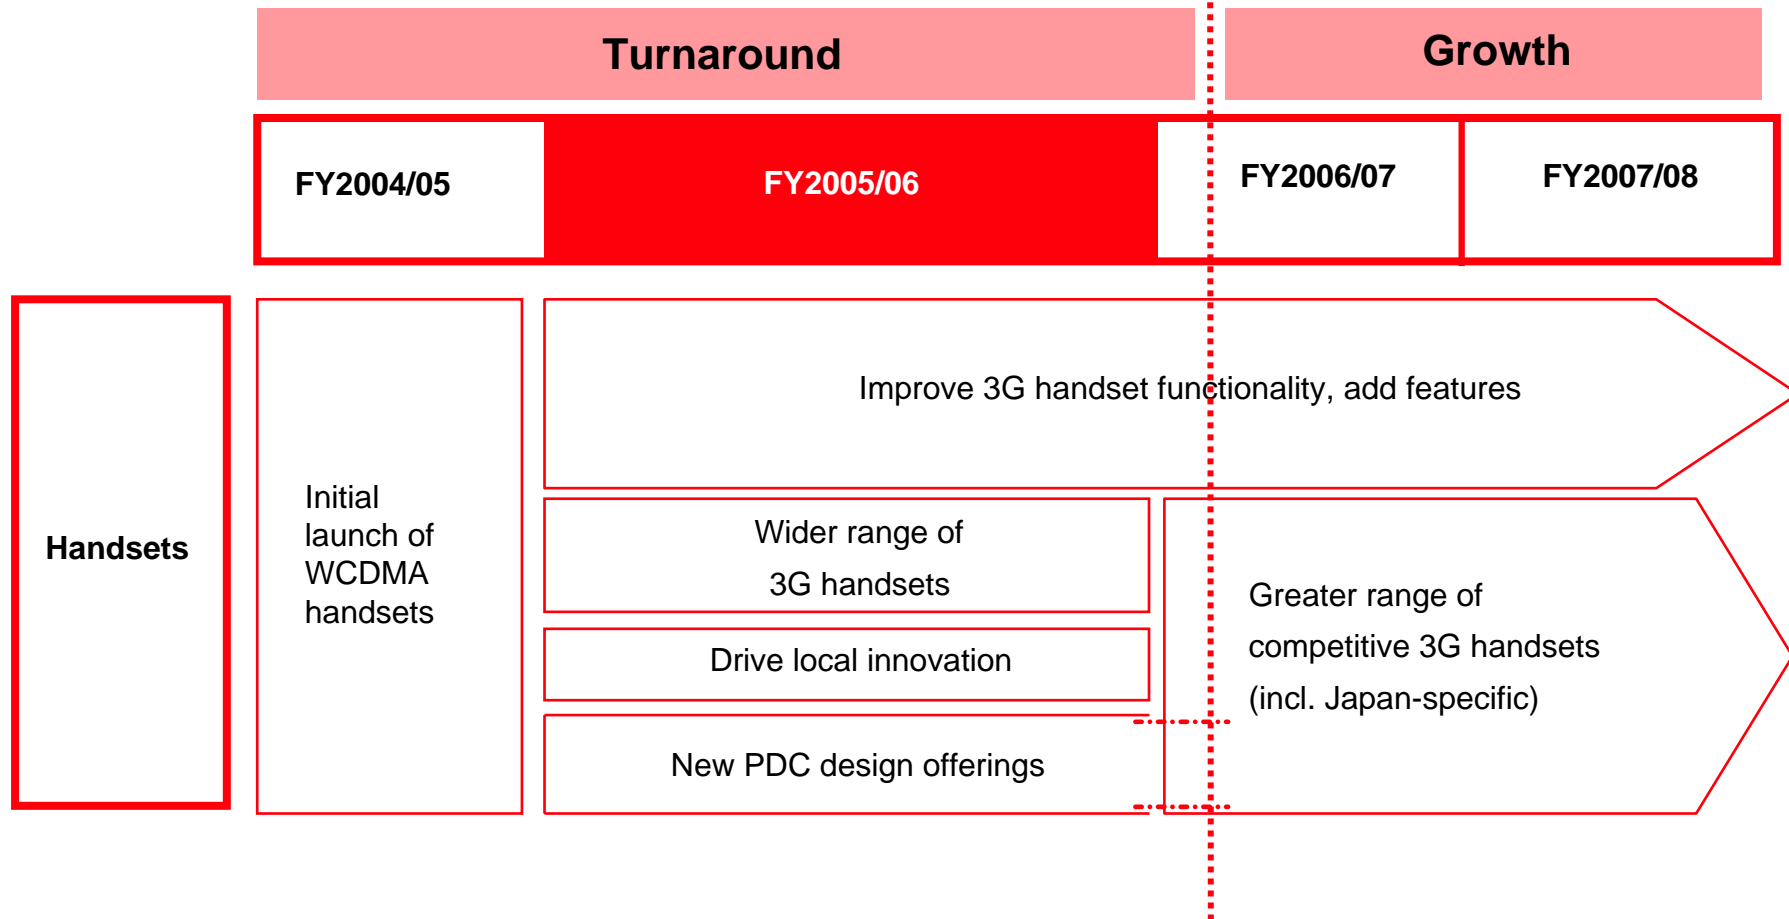 Turnaround
Growth
FY2004/05
FY2005/06
FY2006/07
FY2007/08
Handsets
Initial
launch of
WCDMA
handsets
Improve 3G handset functionality, add features
Wider range of
3G handsets
Drive local innovation
New PDC design offerings
Greater range of
competitive 3G handsets
(incl. Japan-specific)